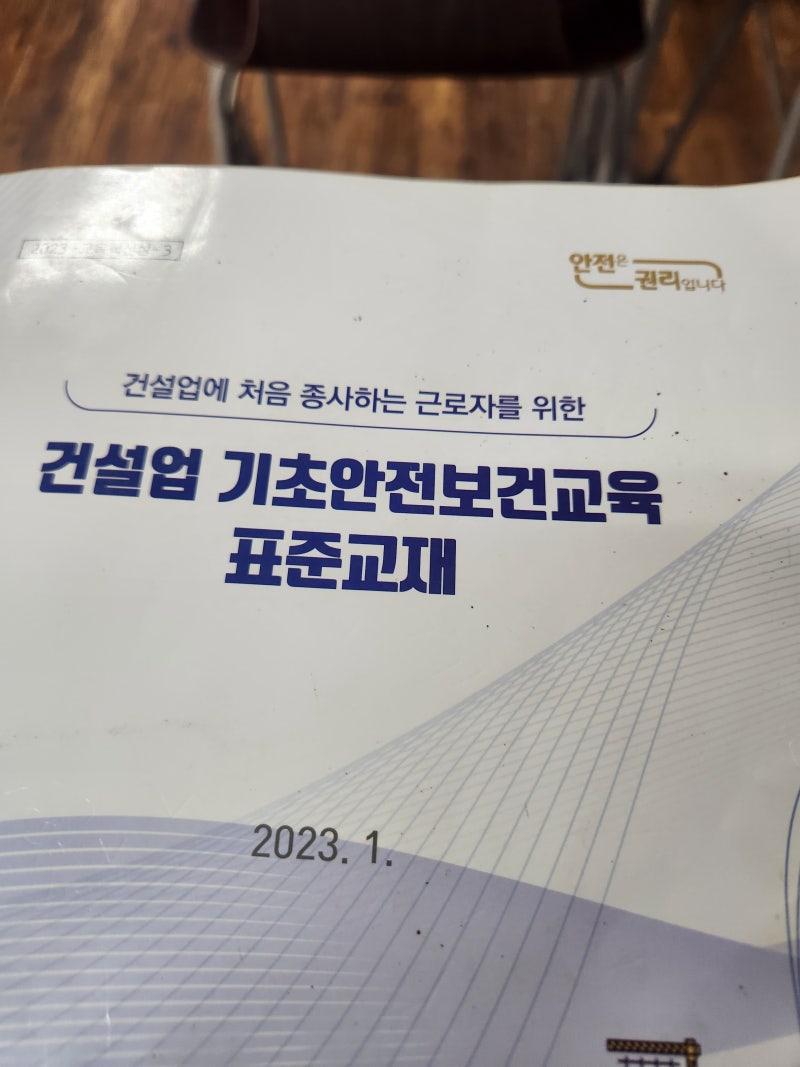 안전은
권리입니다
건설업에 처음 종사하는 근로자를 위한
건설업 기초안전보건교육
표준교재
2023. 1.